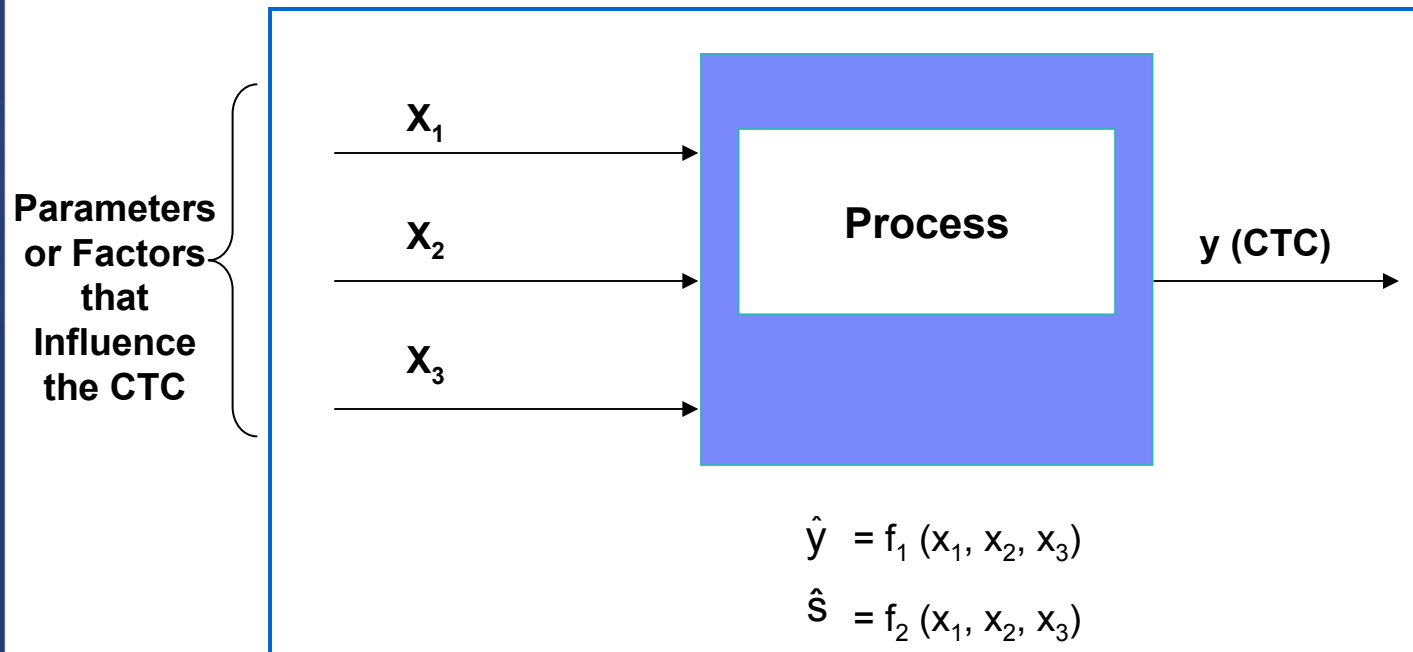 Parameters
or Factors
that
Influence
the CTC
X₁
X₂
X₃
Process
y (CTC)
ŷ = f₁ (x₁, x₂, x₃)
ŝ = f₂ (x₁, x₂, x₃)